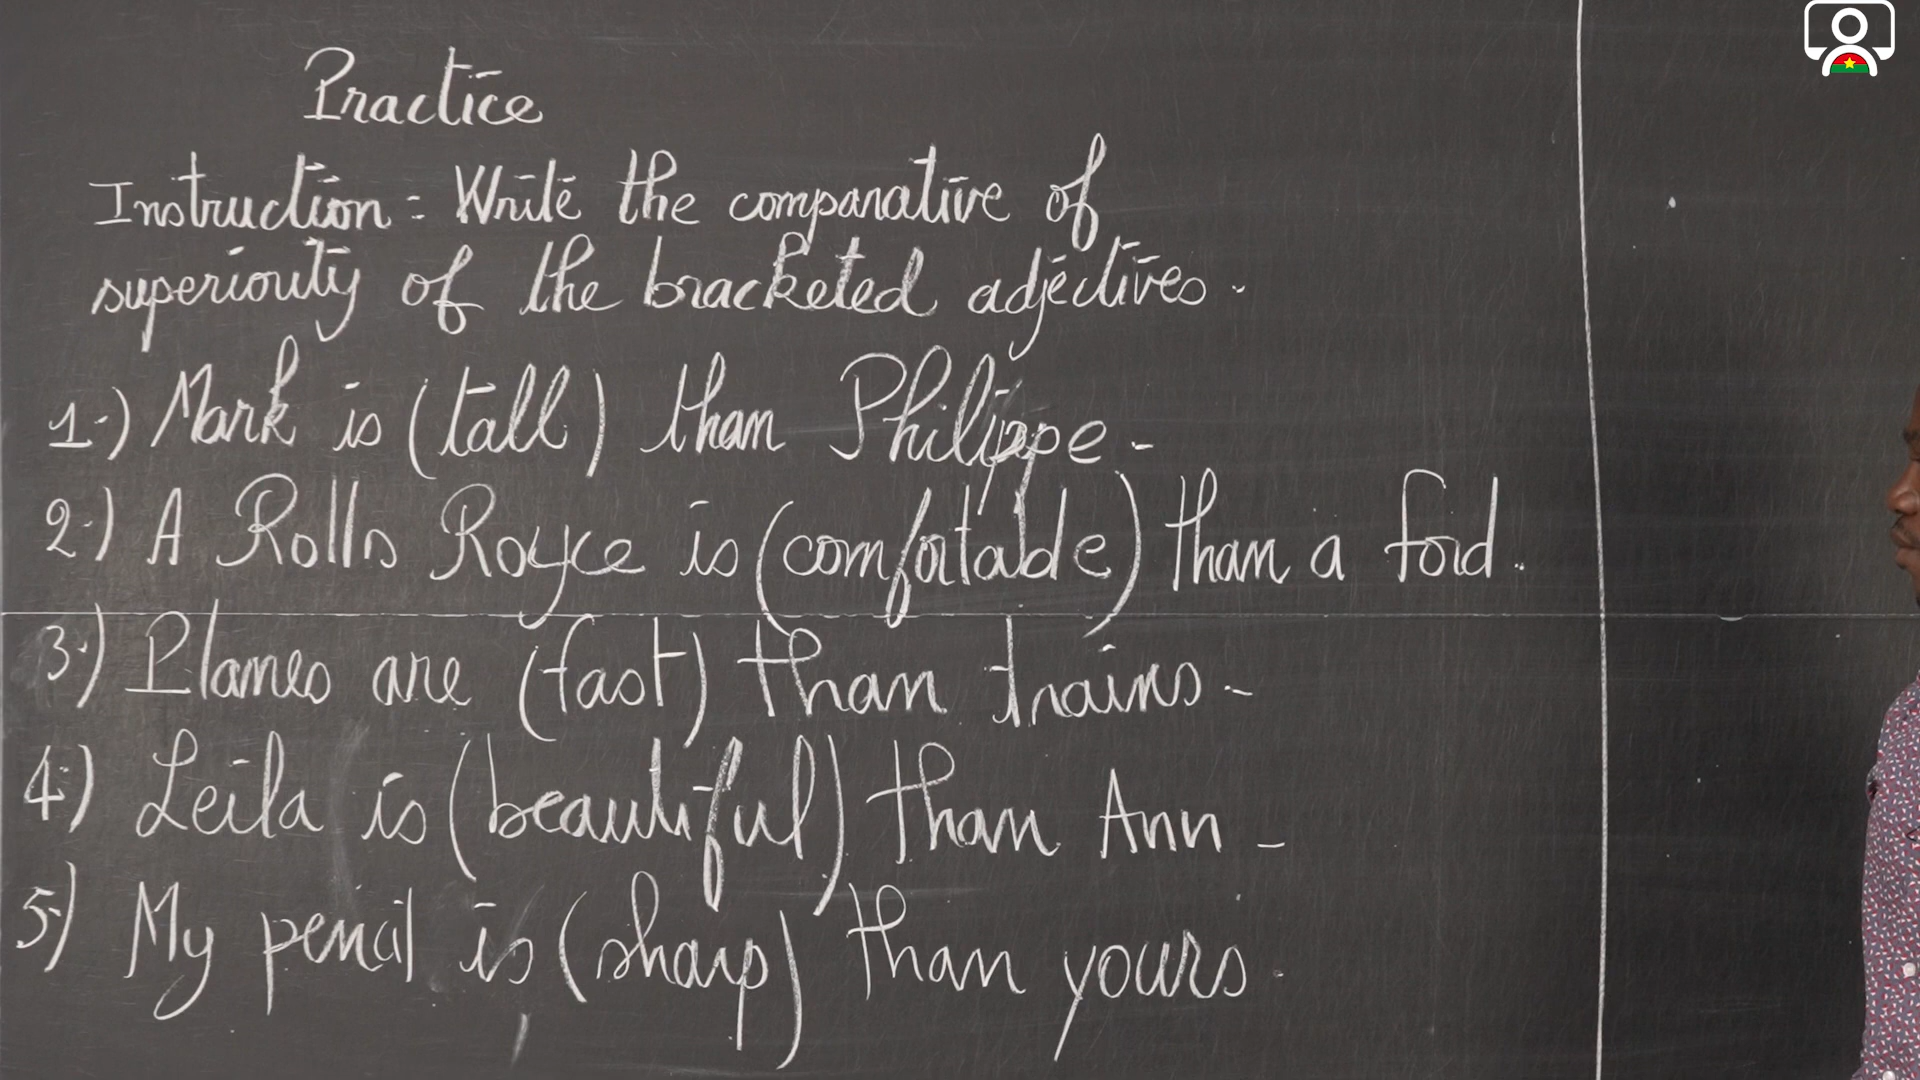 Practice
Instruction: Write the comparative of
superiority of the bracketed adjectives.
1.) Mark is (tall) than Philippe.
2.) A Rolls Royce is (comfortable) than a ford.
3.) Planes are (fast) than trains.
4.) Leila is (beautiful) than Ann.
5.) My pencil is (sharp) than yours.